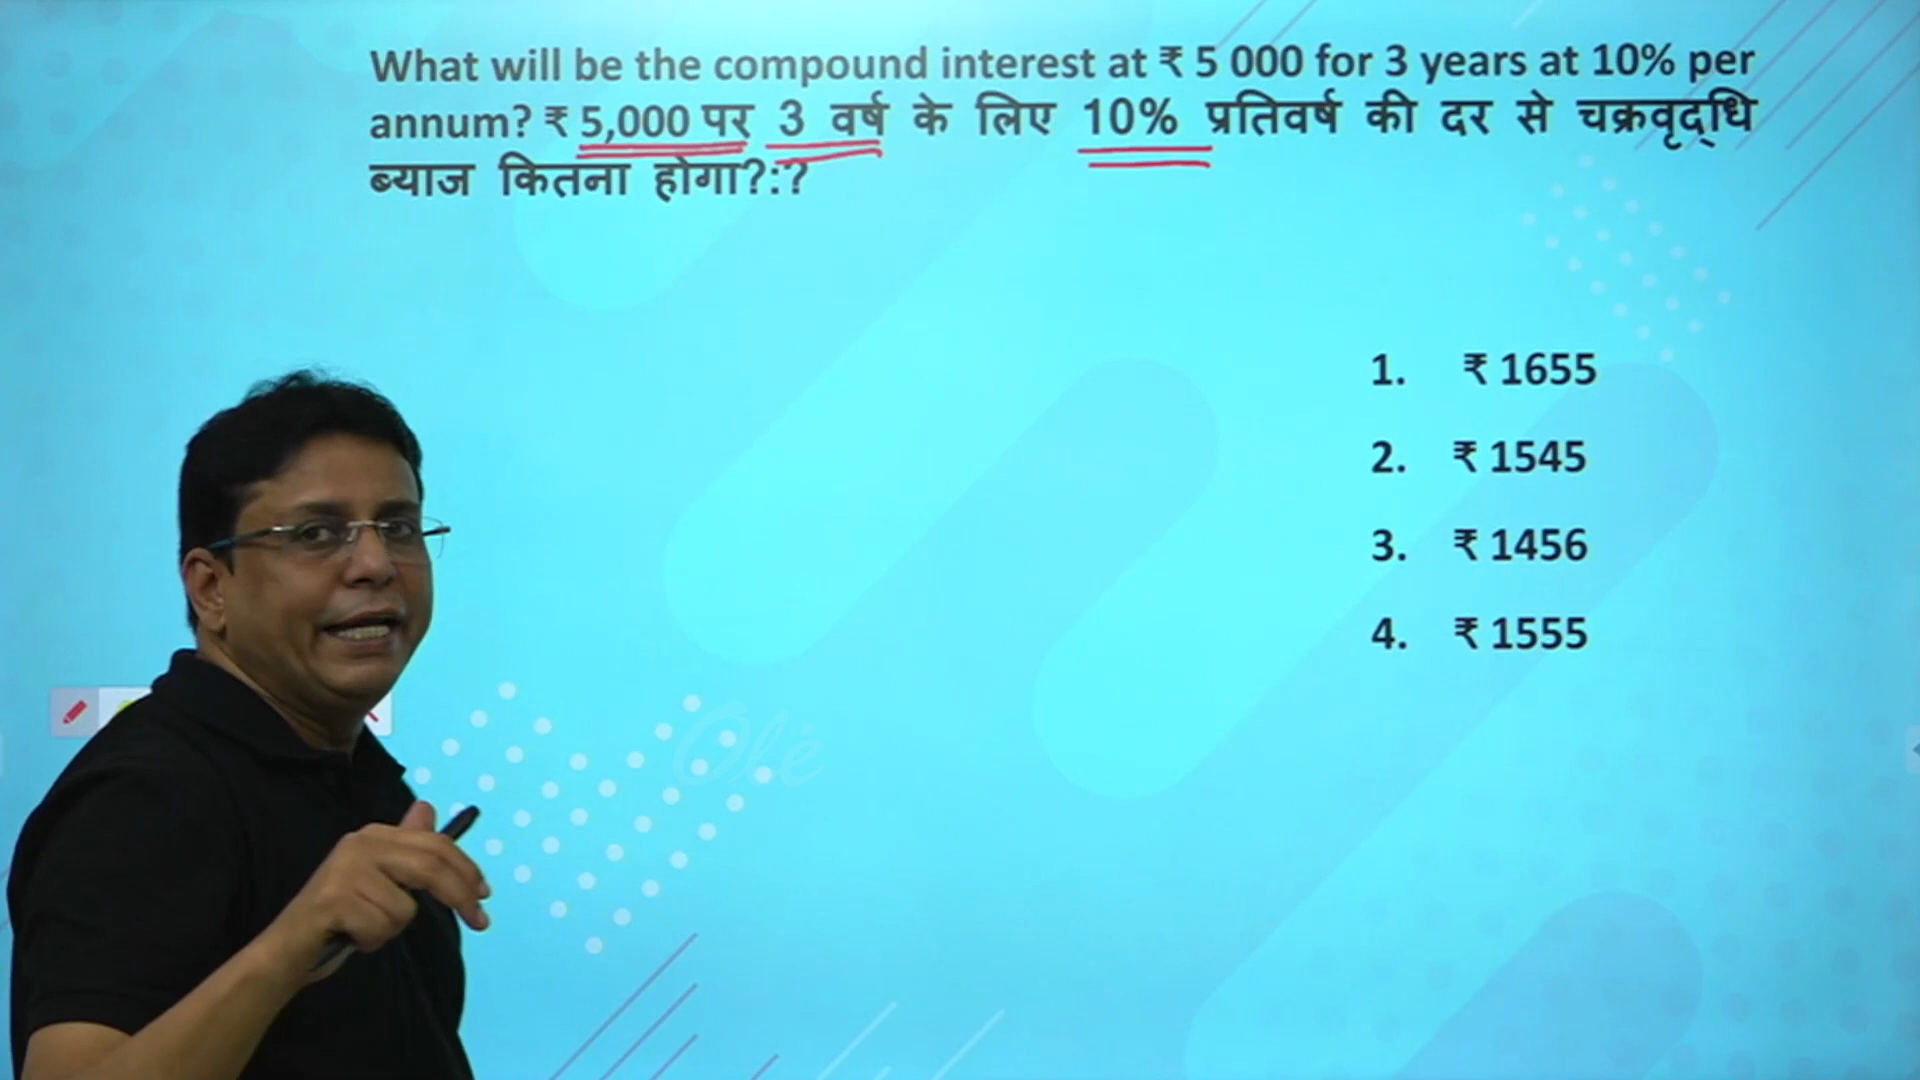 What will be the compound interest at ₹ 5 000 for 3 years at 10% per
annum? ₹ 5,000 पर 3 वर्ष के लिए 10% प्रतिवर्ष की दर से चक्रवृद्धि
ब्याज कितना होगा?:?
1. ₹ 1655
2. ₹ 1545
3. ₹ 1456
4. ₹ 1555
Olé